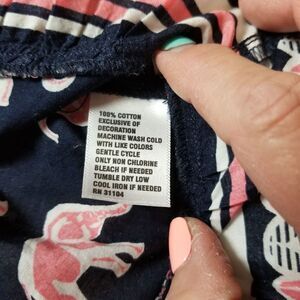 100% COTTON
EXCLUSIVE OF
DECORATION
MACHINE WASH COLD
WITH LIKE COLORS
GENTLE CYCLE
ONLY NON CHLORINE
BLEACH IF NEEDED
TUMBLE DRY LOW
COOL IRON IF NEEDED
RN 31104